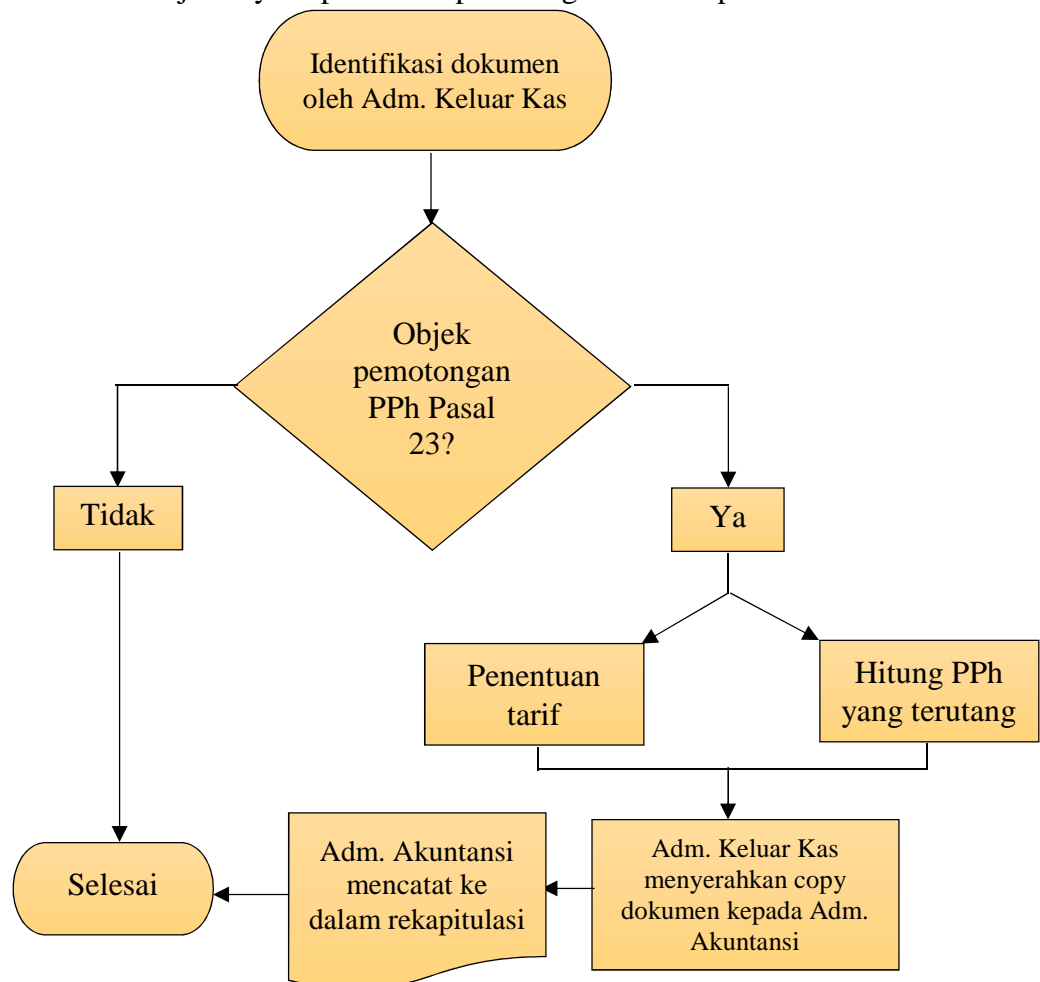 Identifikasi dokumen
oleh Adm. Keluar Kas
Objek
pemotongan
PPh Pasal
23?
Tidak
Ya
Penentuan
tarif
Hitung PPh
yang terutang
Adm. Keluar Kas
menyerahkan copy
dokumen kepada Adm.
Akuntansi
Adm. Akuntansi
mencatat ke
dalam rekapitulasi
Selesai